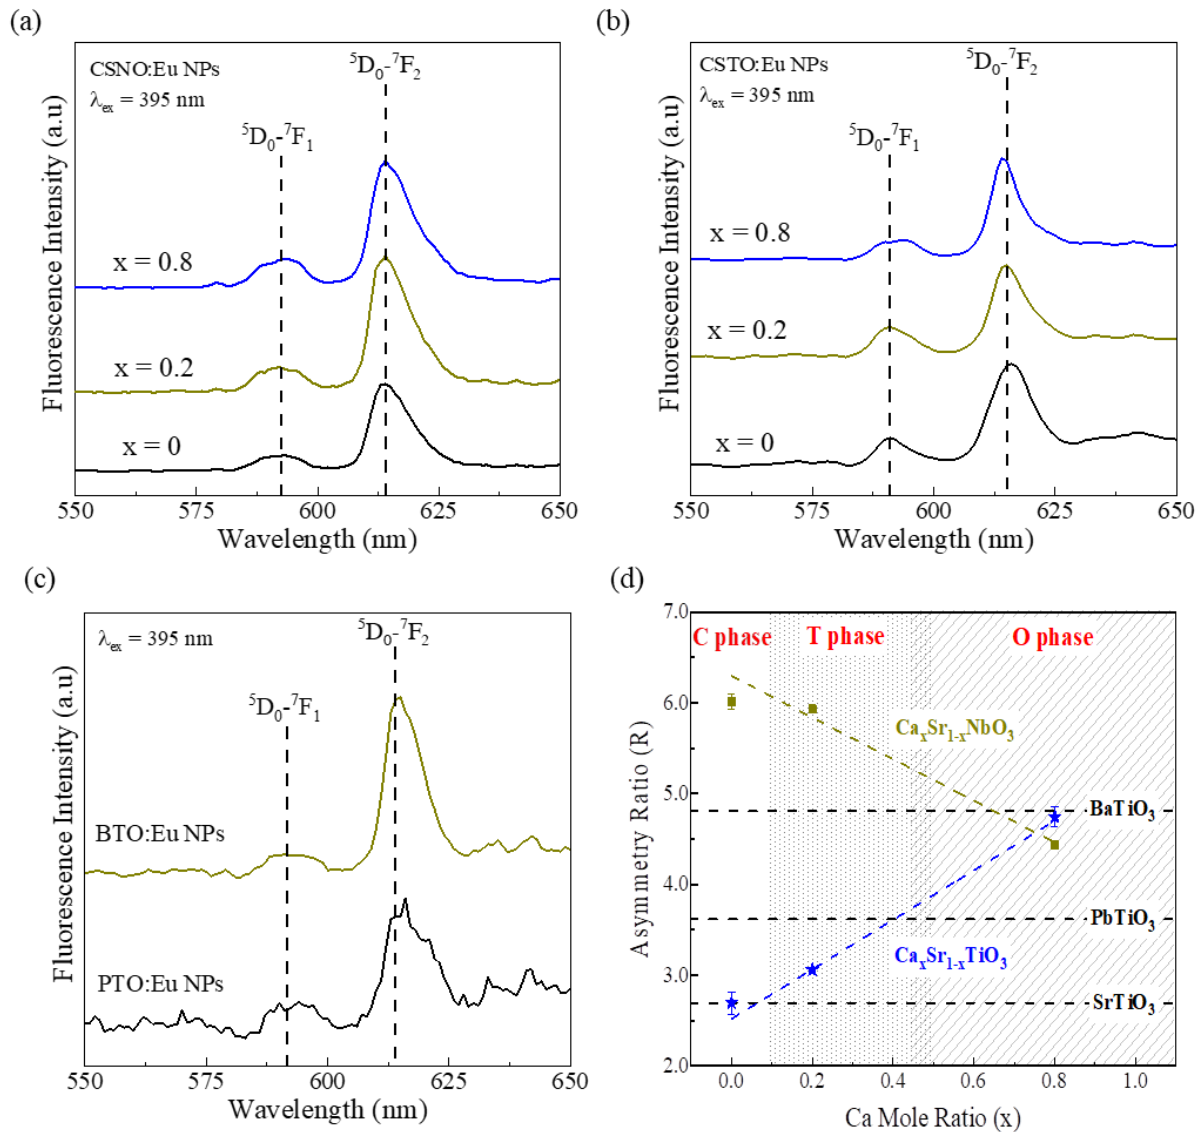 (a)
CSNO:Eu NPs
λex = 395 nm
⁵D₀-⁷F₁
⁵D₀-⁷F₂
x = 0.8
x = 0.2
x = 0
Fluorescence Intensity (a.u)
550 575 600 625 650
Wavelength (nm)
(b)
CSTO:Eu NPs
λex = 395 nm
⁵D₀-⁷F₁
⁵D₀-⁷F₂
x = 0.8
x = 0.2
x = 0
Fluorescence Intensity (a.u)
550 575 600 625 650
Wavelength (nm)
(c)
λex = 395 nm
⁵D₀-⁷F₂
⁵D₀-⁷F₁
BTO:Eu NPs
PTO:Eu NPs
Fluorescence Intensity (a.u)
550 575 600 625 650
Wavelength (nm)
(d)
7.0
6.0
5.0
4.0
3.0
2.0
Asymmetry Ratio (R)
C phase T phase O phase
CaₓSr₁₋ₓNbO₃
BaTiO₃
PbTiO₃
CaₓSr₁₋ₓTiO₃
SrTiO₃
0.0 0.2 0.4 0.6 0.8 1.0
Ca Mole Ratio (x)